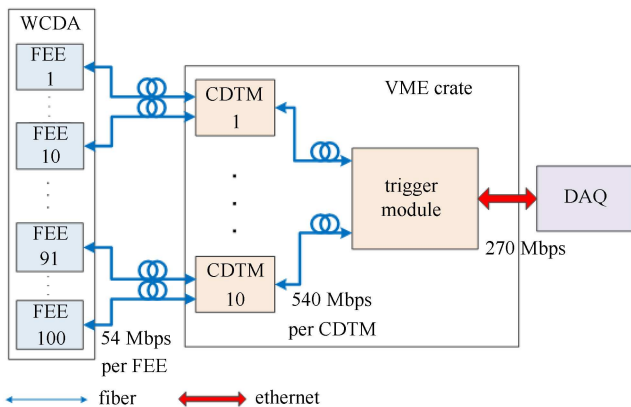 WCDA
FEE
1
FEE
10
FEE
91
FEE
100
54 Mbps
per FEE
VME crate
CDTM
1
CDTM
10
540 Mbps
per CDTM
trigger
module
270 Mbps
DAQ
fiber
ethernet